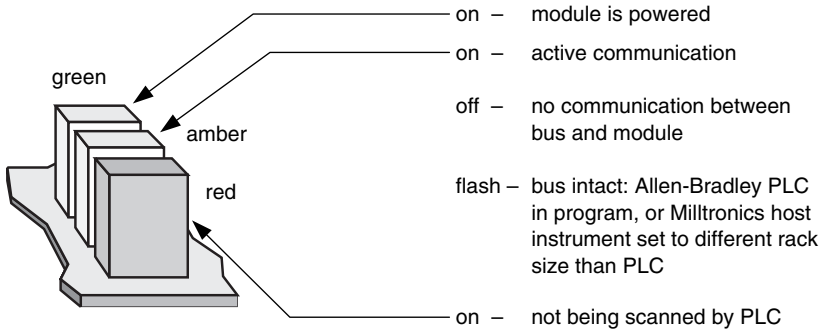 on – module is powered
on – active communication
green
off – no communication between
bus and module
amber
flash – bus intact: Allen-Bradley PLC
in program, or Milltronics host
instrument set to different rack
size than PLC
red
on – not being scanned by PLC